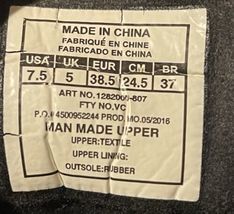 MADE IN CHINA
FABRIQUÉ EN CHINE
FABRICADO EN CHINA
USA UK EUR CM BR
7.5 5 38.5 24.5 37
ART NO. 1282009-807
FTY NO.VC
P.O.#4500952244 PROD.MO.05/2016
MAN MADE UPPER
UPPER:TEXTILE
UPPER LINING:
OUTSOLE:RUBBER